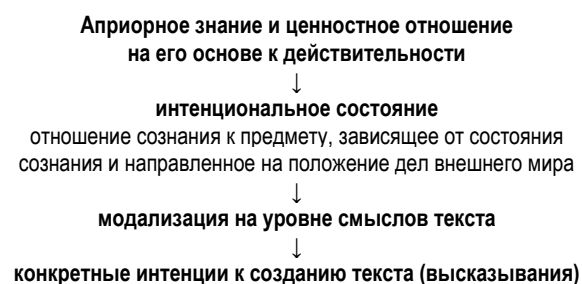 Априорное знание и ценностное отношение
на его основе к действительности
↓
интенциональное состояние
отношение сознания к предмету, зависящее от состояния
сознания и направленное на положение дел внешнего мира
↓
модализация на уровне смыслов текста
↓
конкретные интенции к созданию текста (высказывания)